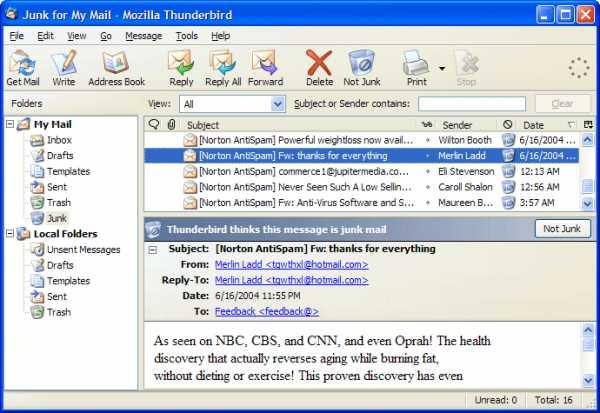 Junk for My Mail - Mozilla Thunderbird
File Edit View Go Message Tools Help
Get Mail Write Address Book Reply Reply All Forward Delete Not Junk Print Stop
Folders View: All Subject or Sender contains: Clear
My Mail
Inbox
Drafts
Templates
Sent
Trash
Junk
Local Folders
Unsent Messages
Drafts
Templates
Sent
Trash
Subject Sender Date
[Norton AntiSpam] Powerful weightloss now avail... Wilton Booth 6/16/2004 ...
[Norton AntiSpam] Fw: thanks for everything Merlin Ladd 6/16/2004 ...
[Norton AntiSpam] commerce1@jupitermedia.co... Eli Stevenson 12:13 AM
[Norton AntiSpam] Never Seen Such A Low Sellin... Caroll Shalon 12:56 AM
[Norton AntiSpam] Fw: Anti-Virus Software and S... Maureen B... 3:57 AM
Thunderbird thinks this message is junk mail Not Junk
Subject: [Norton AntiSpam] Fw: thanks for everything
From: Merlin Ladd <tgwthxl@hotmail.com>
Reply-To: Merlin Ladd <tgwthxl@hotmail.com>
Date: 6/16/2004 11:55 PM
To: Feedback <feedback@>
As seen on NBC, CBS, and CNN, and even Oprah! The health
discovery that actually reverses aging while burning fat,
without dieting or exercise! This proven discovery has even
Unread: 0 Total: 16